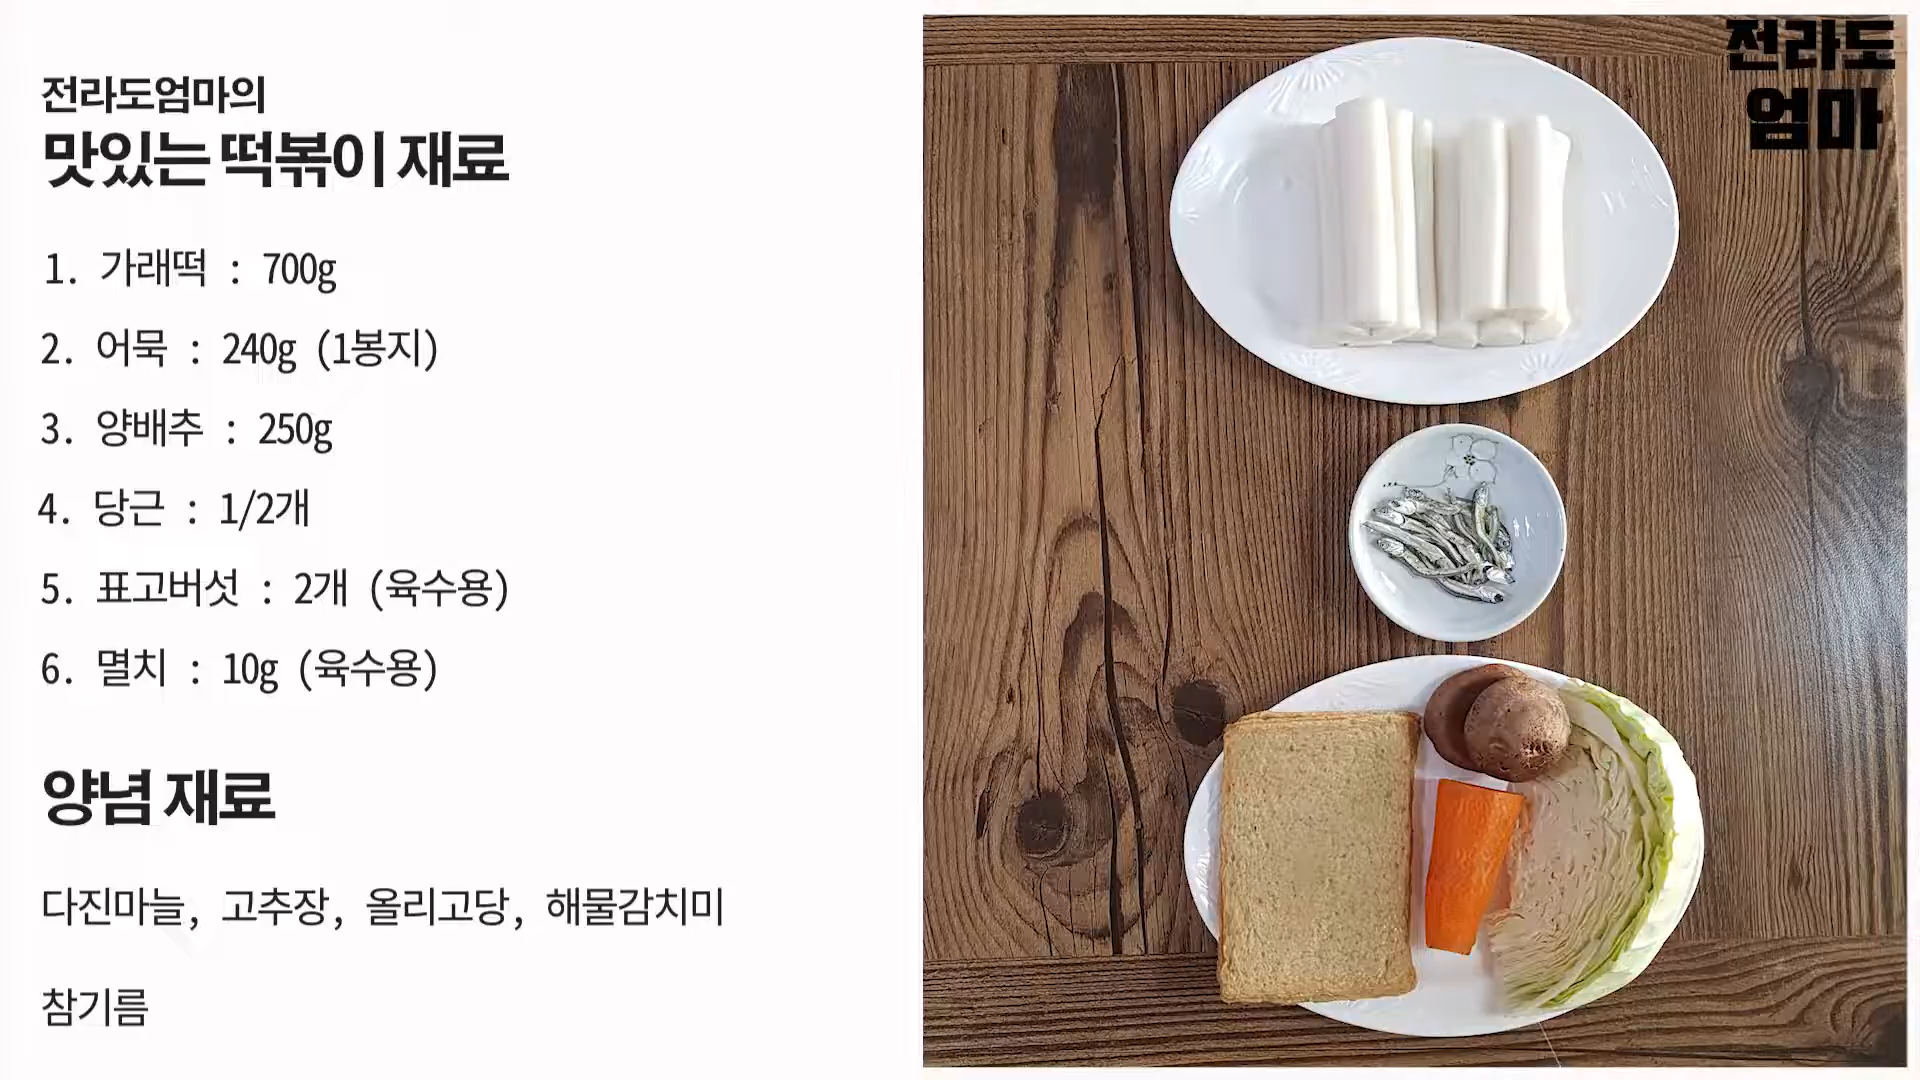 전라도엄마의
맛있는 떡볶이 재료
1. 가래떡 : 700g
2. 어묵 : 240g (1봉지)
3. 양배추 : 250g
4. 당근 : 1/2개
5. 표고버섯 : 2개 (육수용)
6. 멸치 : 10g (육수용)
양념 재료
다진마늘, 고추장, 올리고당, 해물감치미
참기름
전라도
엄마